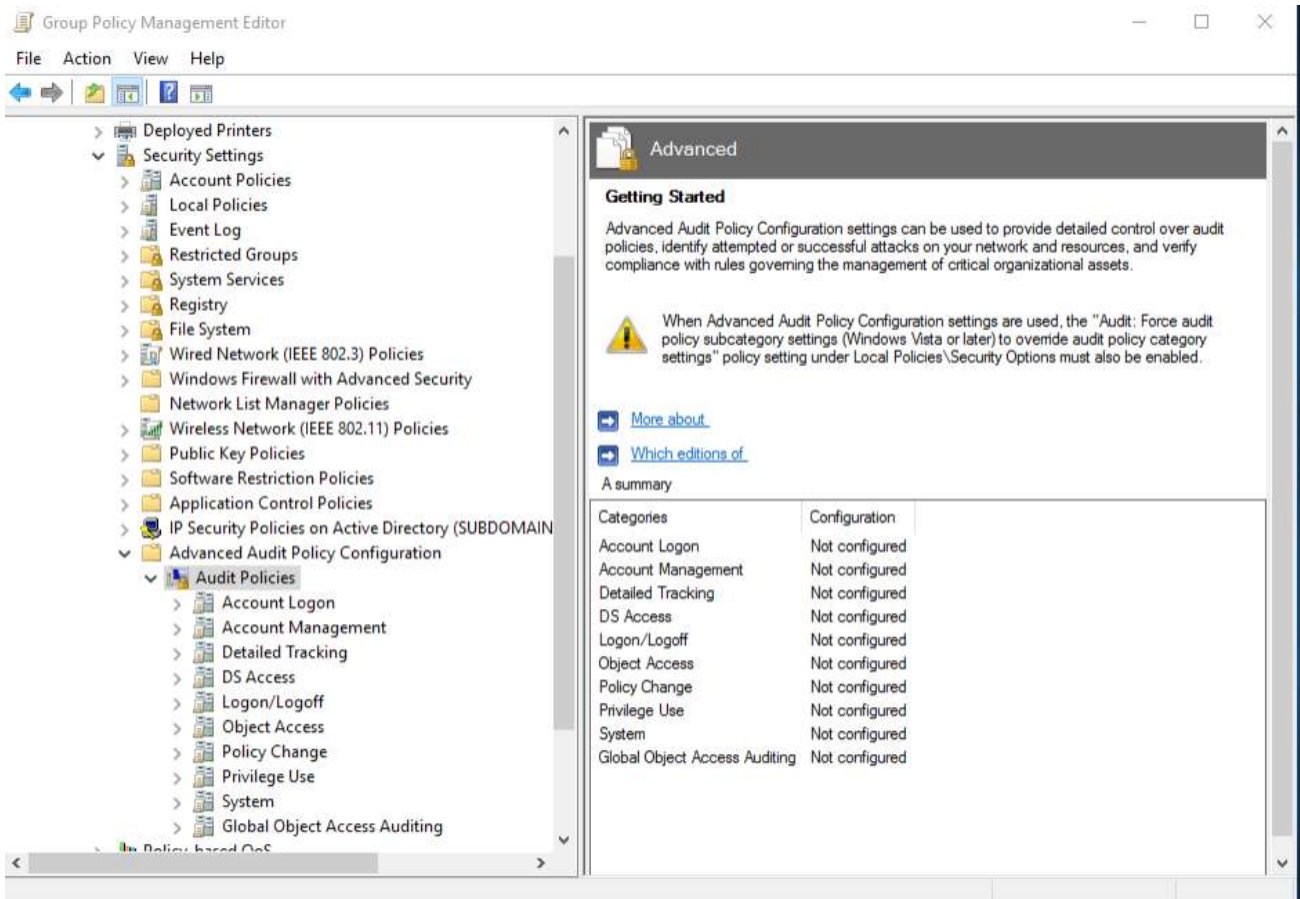 Group Policy Management Editor
File Action View Help
Deployed Printers
Security Settings
Account Policies
Local Policies
Event Log
Restricted Groups
System Services
Registry
File System
Wired Network (IEEE 802.3) Policies
Windows Firewall with Advanced Security
Network List Manager Policies
Wireless Network (IEEE 802.11) Policies
Public Key Policies
Software Restriction Policies
Application Control Policies
IP Security Policies on Active Directory (SUBDOMAIN
Advanced Audit Policy Configuration
Audit Policies
Account Logon
Account Management
Detailed Tracking
DS Access
Logon/Logoff
Object Access
Policy Change
Privilege Use
System
Global Object Access Auditing
Policy-based QoS
Advanced
Getting Started
Advanced Audit Policy Configuration settings can be used to provide detailed control over audit
policies, identify attempted or successful attacks on your network and resources, and verify
compliance with rules governing the management of critical organizational assets.
When Advanced Audit Policy Configuration settings are used, the "Audit: Force audit
policy subcategory settings (Windows Vista or later) to override audit policy category
settings" policy setting under Local Policies\Security Options must also be enabled.
More about
Which editions of
A summary
Categories Configuration
Account Logon Not configured
Account Management Not configured
Detailed Tracking Not configured
DS Access Not configured
Logon/Logoff Not configured
Object Access Not configured
Policy Change Not configured
Privilege Use Not configured
System Not configured
Global Object Access Auditing Not configured